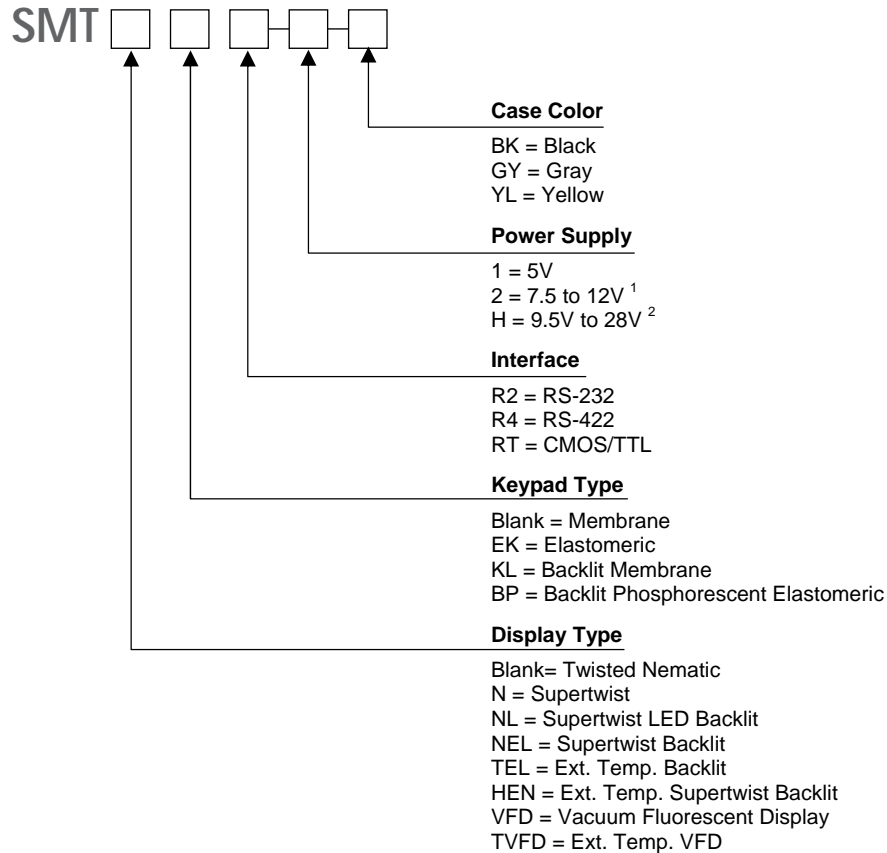 SMT
Case Color
BK = Black
GY = Gray
YL = Yellow
Power Supply
1 = 5V
2 = 7.5 to 12V 1
H = 9.5V to 28V 2
Interface
R2 = RS-232
R4 = RS-422
RT = CMOS/TTL
Keypad Type
Blank = Membrane
EK = Elastomeric
KL = Backlit Membrane
BP = Backlit Phosphorescent Elastomeric
Display Type
Blank= Twisted Nematic
N = Supertwist
NL = Supertwist LED Backlit
NEL = Supertwist Backlit
TEL = Ext. Temp. Backlit
HEN = Ext. Temp. Supertwist Backlit
VFD = Vacuum Fluorescent Display
TVFD = Ext. Temp. VFD